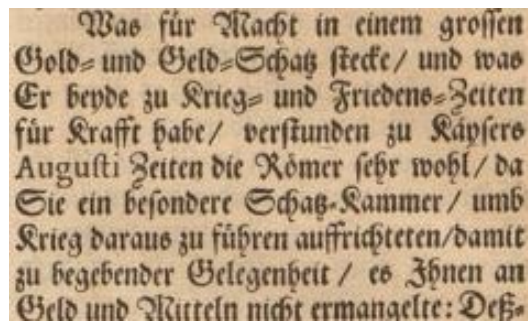 Was für Macht in einem grossen
Gold= und Geld=Schatz stecke/ und was
Er beyde zu Krieg= und Friedens=Zeiten
für Krafft habe/ verstunden zu Käysers
Augusti Zeiten die Römer sehr wohl/ da
Sie ein besondere Schatz-Kammer/ umb
Krieg daraus zu führen auffrichteten/damit
zu begebender Gelegenheit/ es Ihnen an
Geld und Mitteln nicht ermangelte: Deß=